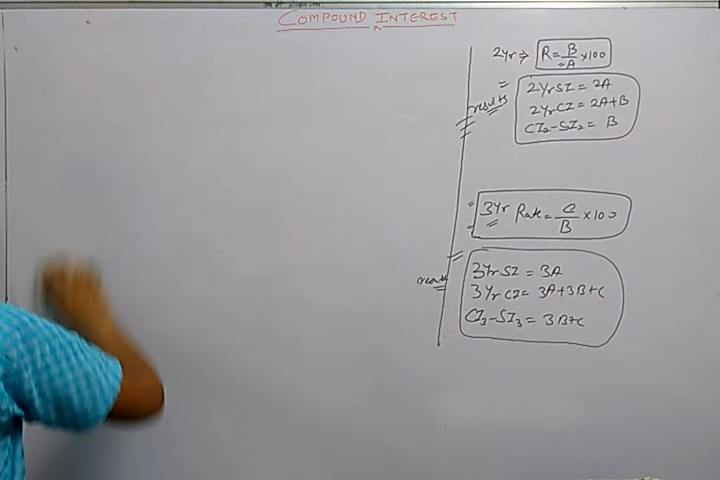 COMPOUND INTEREST
2Yr ⇒ R = B/A × 100
results
2Yr SI = 2A
2Yr CI = 2A+B
CI₂-SI₂ = B
3Yr Rate = C/B × 100
results
3Yr SI = 3A
3Yr CI = 3A+3B+C
CI₃-SI₃ = 3B+C